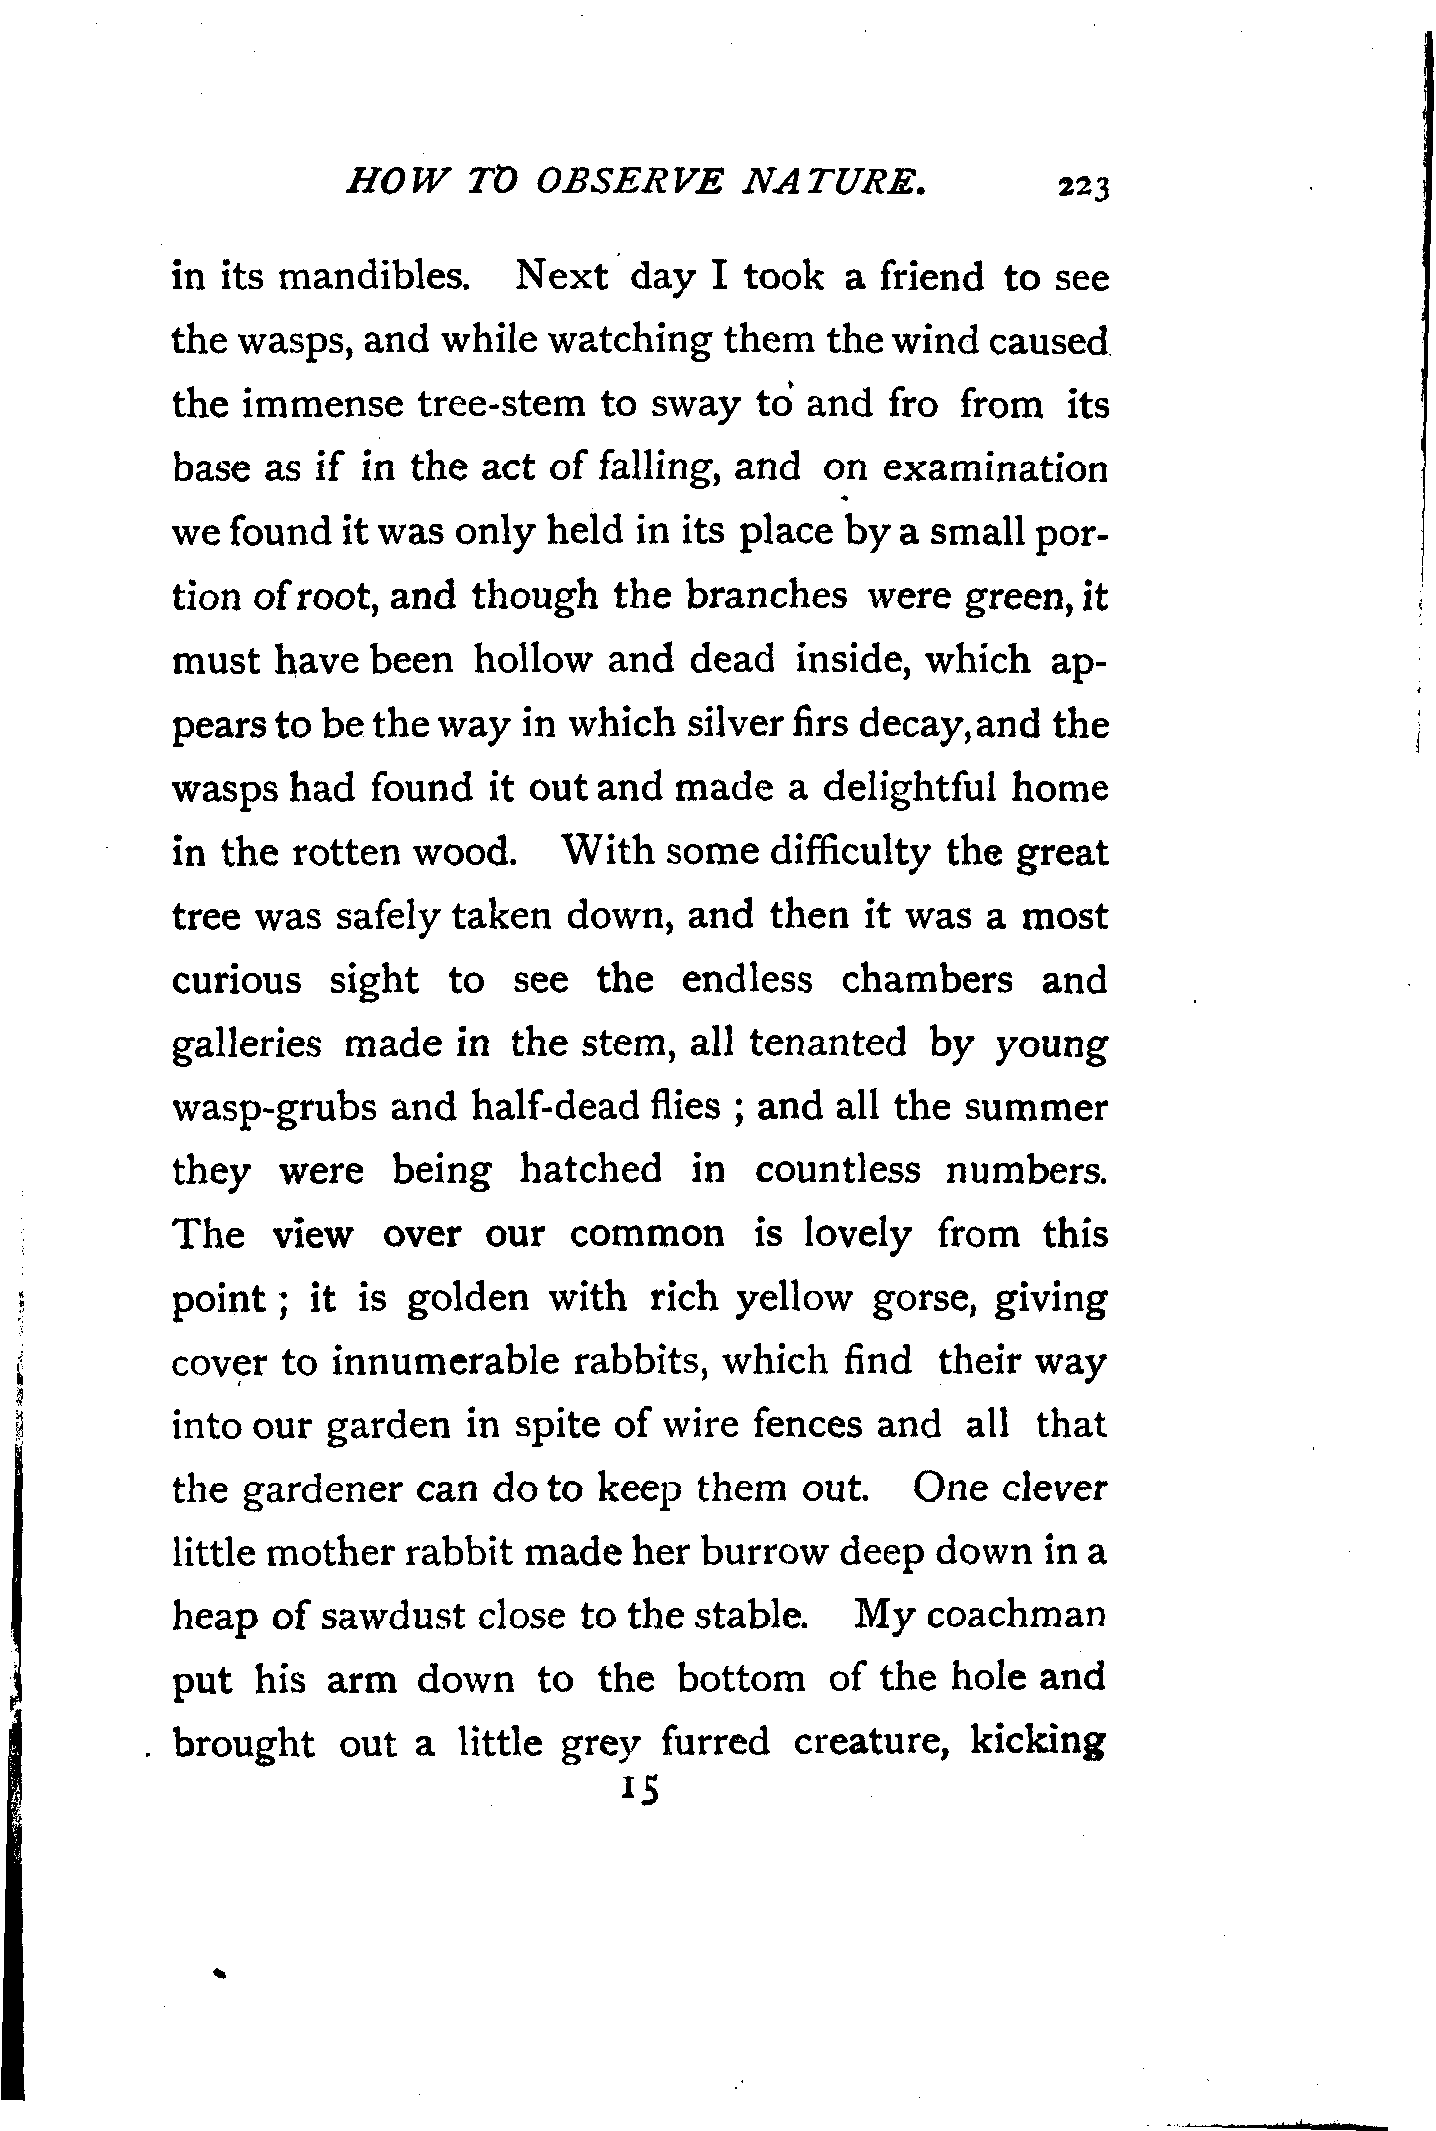 HOW TO OBSERVE NATURE. 223
in its mandibles. Next day I took a friend to see
the wasps, and while watching them the wind caused
the immense tree-stem to sway to and fro from its
base as if in the act of falling, and on examination
we found it was only held in its place by a small por-
tion of root, and though the branches were green, it
must have been hollow and dead inside, which ap-
pears to be the way in which silver firs decay, and the
wasps had found it out and made a delightful home
in the rotten wood. With some difficulty the great
tree was safely taken down, and then it was a most
curious sight to see the endless chambers and
galleries made in the stem, all tenanted by young
wasp-grubs and half-dead flies ; and all the summer
they were being hatched in countless numbers.
The view over our common is lovely from this
point ; it is golden with rich yellow gorse, giving
cover to innumerable rabbits, which find their way
into our garden in spite of wire fences and all that
the gardener can do to keep them out. One clever
little mother rabbit made her burrow deep down in a
heap of sawdust close to the stable. My coachman
put his arm down to the bottom of the hole and
brought out a little grey furred creature, kicking
15